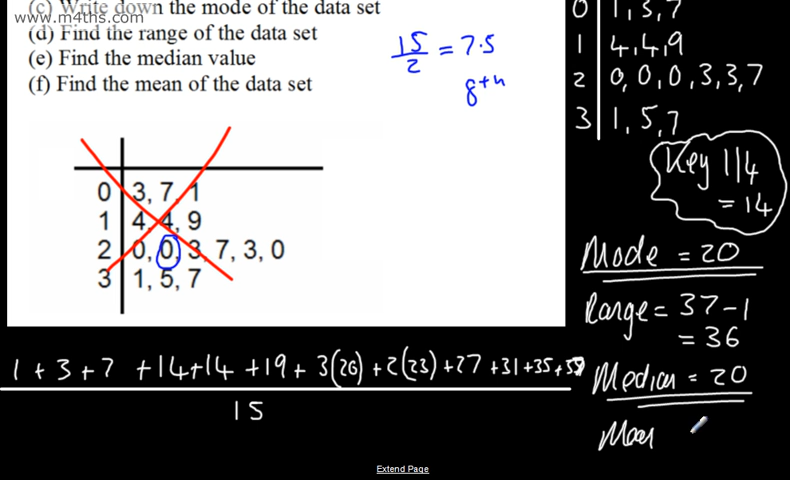 (c) Write down the mode of the data set
www.m4ths.com
(d) Find the range of the data set
(e) Find the median value
(f) Find the mean of the data set
15/2 = 7.5
8th
0 | 3, 7, 1
1 | 4, 4, 9
2 | 0, 0, 3, 7, 3, 0
3 | 1, 5, 7
0 | 1, 3, 7
1 | 4, 4, 9
2 | 0, 0, 0, 3, 3, 7
3 | 1, 5, 7
Key 1|4
= 14
Mode = 20
Range = 37 - 1
= 36
Median = 20
Mean
1 + 3 + 7 + 14 + 14 + 19 + 3(20) + 2(23) + 27 + 31 + 35 + 37
15
Extend Page